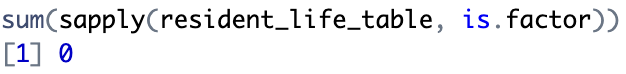 sum(sapply(resident_life_table, is.factor))
[1] 0